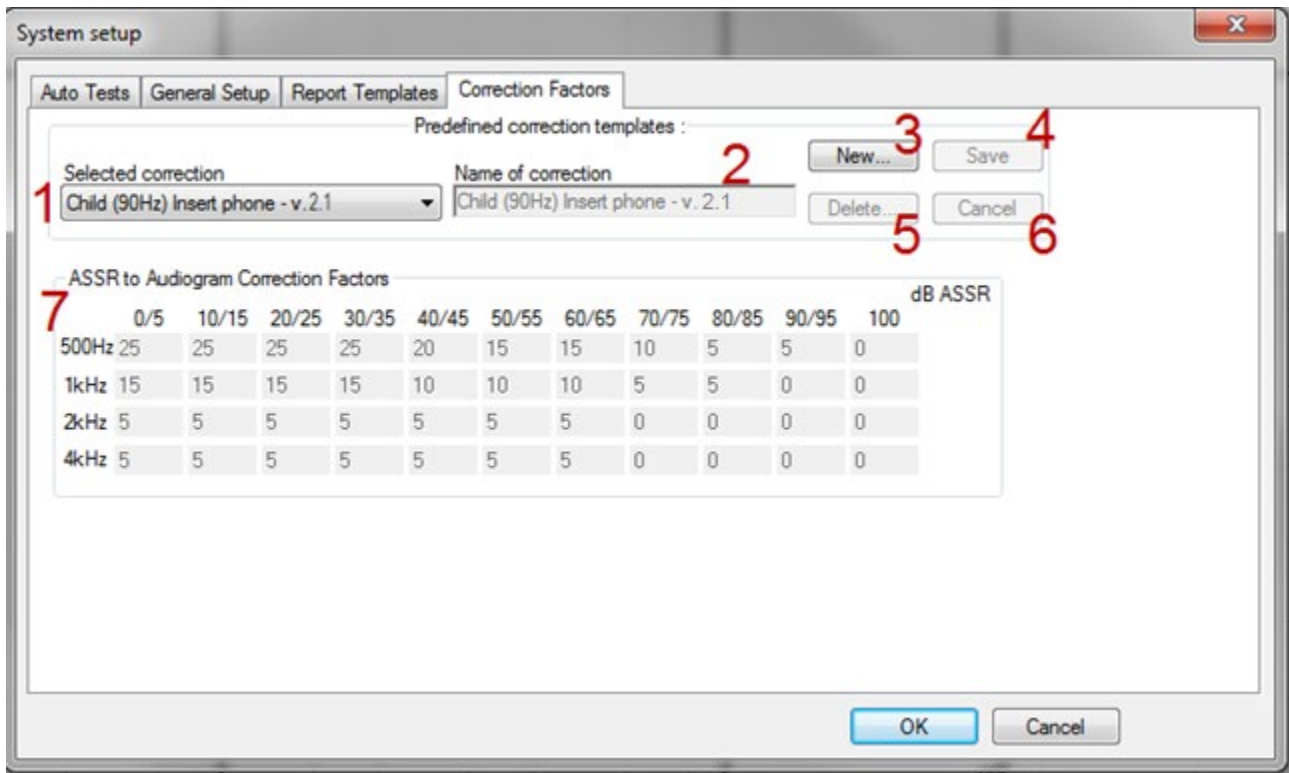 System setup
Auto Tests General Setup Report Templates Correction Factors
Predefined correction templates :
3 4
New... Save
2
Selected correction Name of correction
1 Child (90Hz) Insert phone - v.2.1 Child (90Hz) Insert phone - v. 2.1
Delete... Cancel
5 6
ASSR to Audiogram Correction Factors
7 dB ASSR
0/5 10/15 20/25 30/35 40/45 50/55 60/65 70/75 80/85 90/95 100
500Hz 25 25 25 25 20 15 15 10 5 5 0
1kHz 15 15 15 15 10 10 10 5 5 0 0
2kHz 5 5 5 5 5 5 5 0 0 0 0
4kHz 5 5 5 5 5 5 5 0 0 0 0
OK Cancel